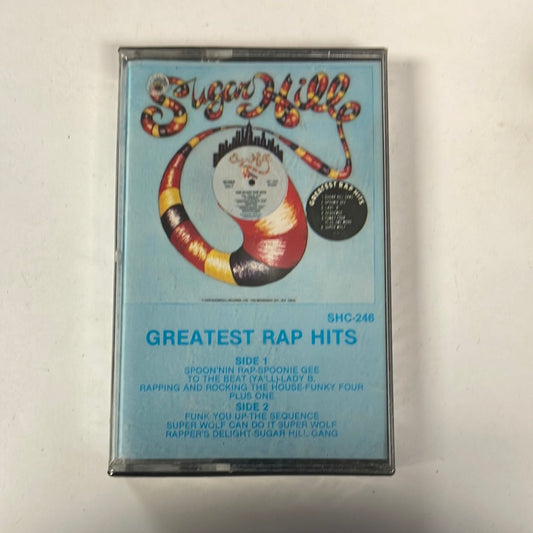 Sugar Hill
GREATEST RAP HITS
SHC-246
GREATEST RAP HITS
SIDE 1
SPOON'NIN RAP-SPOONIE GEE
TO THE BEAT (YA'LL)-LADY B.
RAPPING AND ROCKING THE HOUSE-FUNKY FOUR
PLUS ONE
SIDE 2
FUNK YOU UP-THE SEQUENCE
SUPER WOLF CAN DO IT SUPER WOLF
RAPPER'S DELIGHT-SUGAR HILL GANG